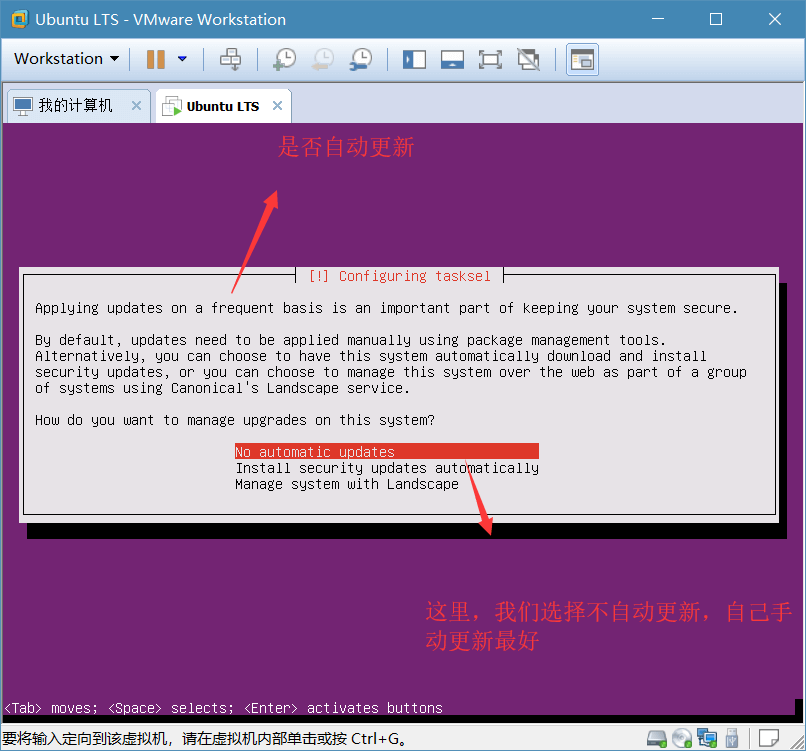 Ubuntu LTS - VMware Workstation
Workstation
我的计算机
Ubuntu LTS
是否自动更新
[!] Configuring tasksel
Applying updates on a frequent basis is an important part of keeping your system secure.
By default, updates need to be applied manually using package management tools.
Alternatively, you can choose to have this system automatically download and install
security updates, or you can choose to manage this system over the web as part of a group
of systems using Canonical's Landscape service.
How do you want to manage upgrades on this system?
No automatic updates
Install security updates automatically
Manage system with Landscape
这里，我们选择不自动更新，自己手
动更新最好
<Tab> moves; <Space> selects; <Enter> activates buttons
要将输入定向到该虚拟机，请在虚拟机内部单击或按 Ctrl+G。